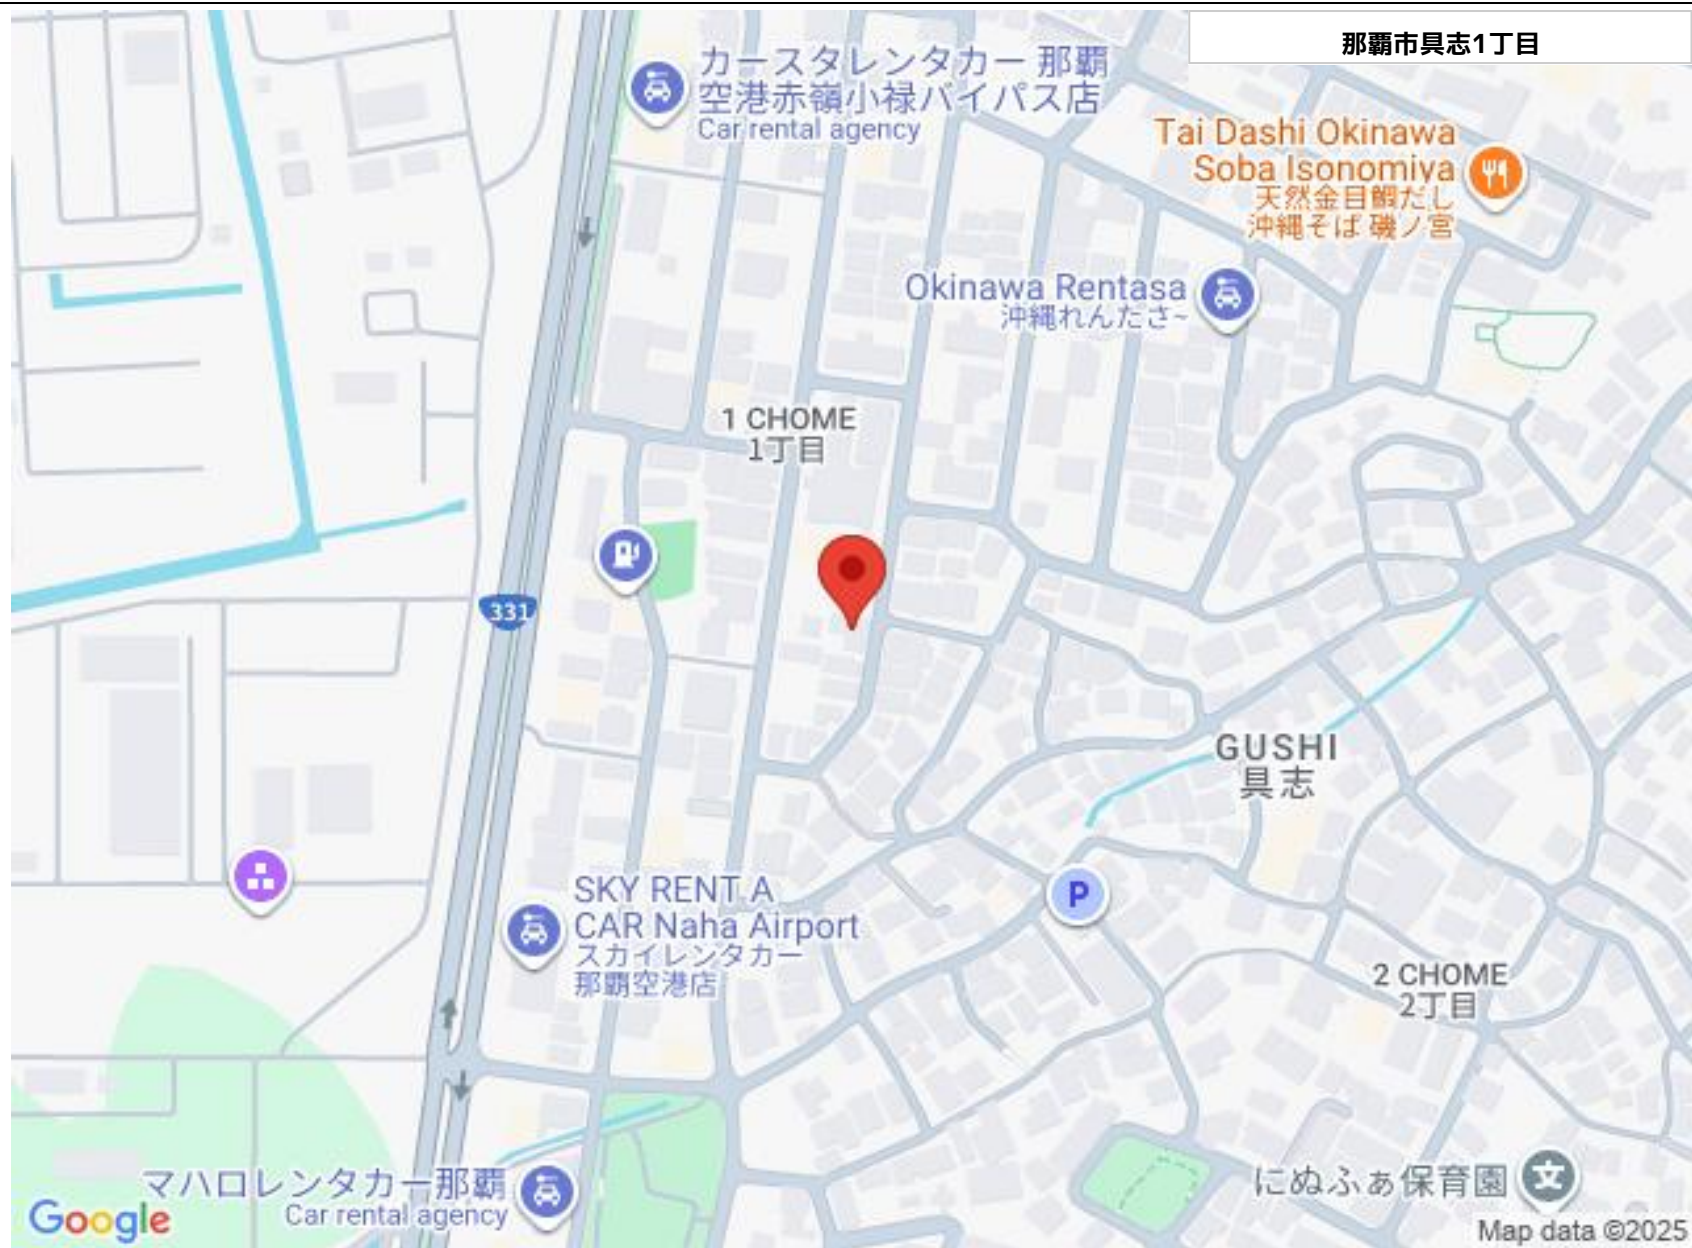 那覇市具志1丁目
カースタレンタカー 那覇
空港赤嶺小禄バイパス店
Car rental agency
Tai Dashi Okinawa
Soba Isonomiya
天然金目鯛だし
沖縄そば 磯ノ宮
Okinawa Rentasa
沖縄れんたさ~
1 CHOME
1丁目
331
GUSHI
具志
P
SKY RENT A
CAR Naha Airport
スカイレンタカー
那覇空港店
2 CHOME
2丁目
マハロレンタカー那覇
Car rental agency
にぬふぁ保育園
文
Google
Map data ©2025